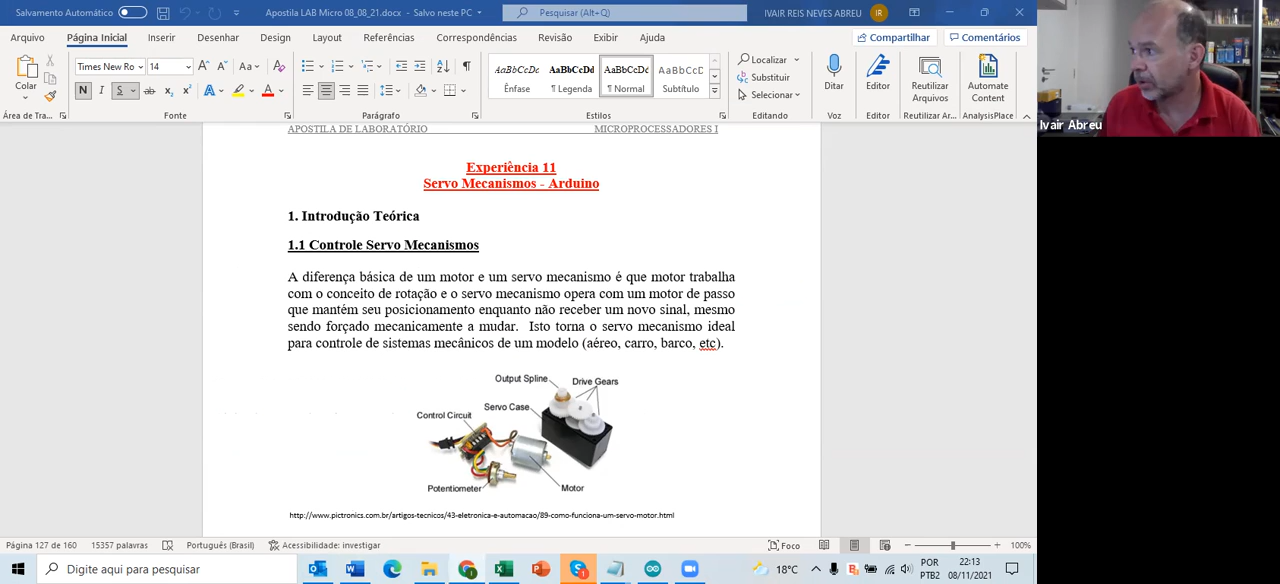 Salvamento Automático
Apostila LAB Micro 08_08_21.docx - Salvo neste PC
Pesquisar (Alt+Q)
IVAIR REIS NEVES ABREU
IR
Arquivo
Página Inicial
Inserir
Desenhar
Design
Layout
Referências
Correspondências
Revisão
Exibir
Ajuda
Compartilhar
Comentários
Colar
Times New Ro
14
N I S ab x₂ x²
Aa
AaBbCcDc
Ênfase
AaBbCcDd
¶ Legenda
AaBbCcDc
¶ Normal
AaBbCcD
Subtítulo
Localizar
Substituir
Selecionar
Ditar
Editor
Reutilizar
Arquivos
Automate
Content
Área de Tra...
Fonte
Parágrafo
Estilos
Editando
Voz
Editor
Reutilizar Ar...
AnalysisPlace
Ivair Abreu
APOSTILA DE LABORATÓRIO MICROPROCESSADORES I
Experiência 11
Servo Mecanismos - Arduino
1. Introdução Teórica
1.1 Controle Servo Mecanismos
A diferença básica de um motor e um servo mecanismo é que motor trabalha
com o conceito de rotação e o servo mecanismo opera com um motor de passo
que mantém seu posicionamento enquanto não receber um novo sinal, mesmo
sendo forçado mecanicamente a mudar. Isto torna o servo mecanismo ideal
para controle de sistemas mecânicos de um modelo (aéreo, carro, barco, etc).
Output Spline
Drive Gears
Servo Case
Control Circuit
Potentiometer
Motor
http://www.pictronics.com.br/artigos-tecnicos/43-eletronica-e-automacao/89-como-funciona-um-servo-motor.html
Página 127 de 160
15357 palavras
Português (Brasil)
Acessibilidade: investigar
Foco
100%
Digite aqui para pesquisar
18°C
POR
PTB2
22:13
08/11/2021